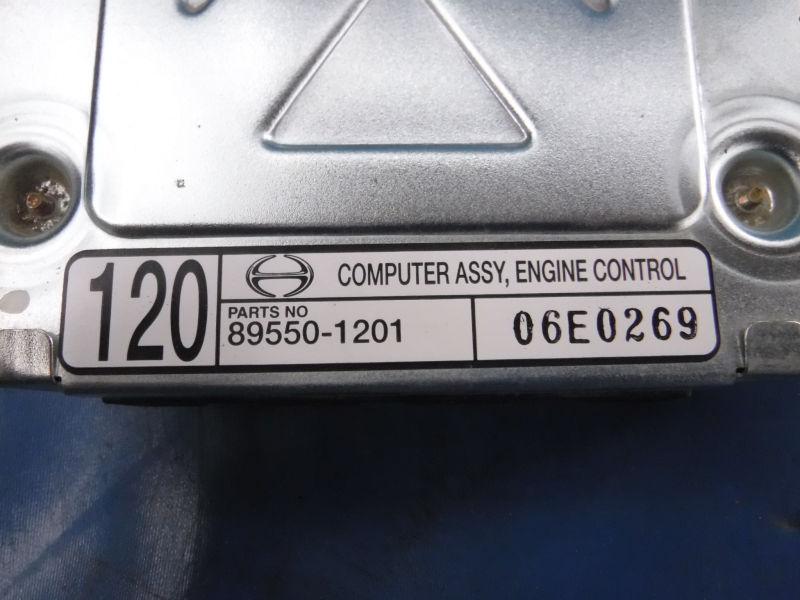 120
COMPUTER ASSY, ENGINE CONTROL
PARTS NO
89550-1201
06E0269